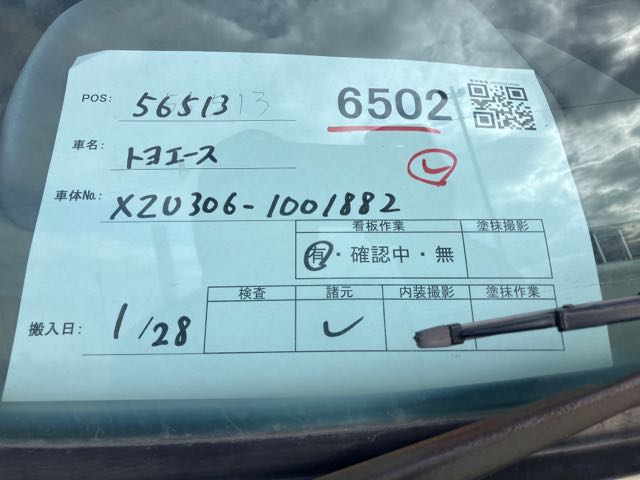 POS: 56513 6502
車名: トヨエース
車体No.: XZU306-1001882
看板作業 塗抹撮影
有・確認中・無
検査 諸元 内装撮影 塗抹作業
搬入日: 1/28